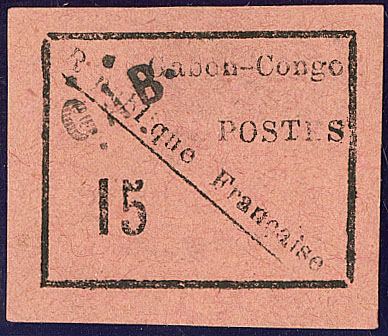 Gabon-Congo
POSTES
République Française
15
B